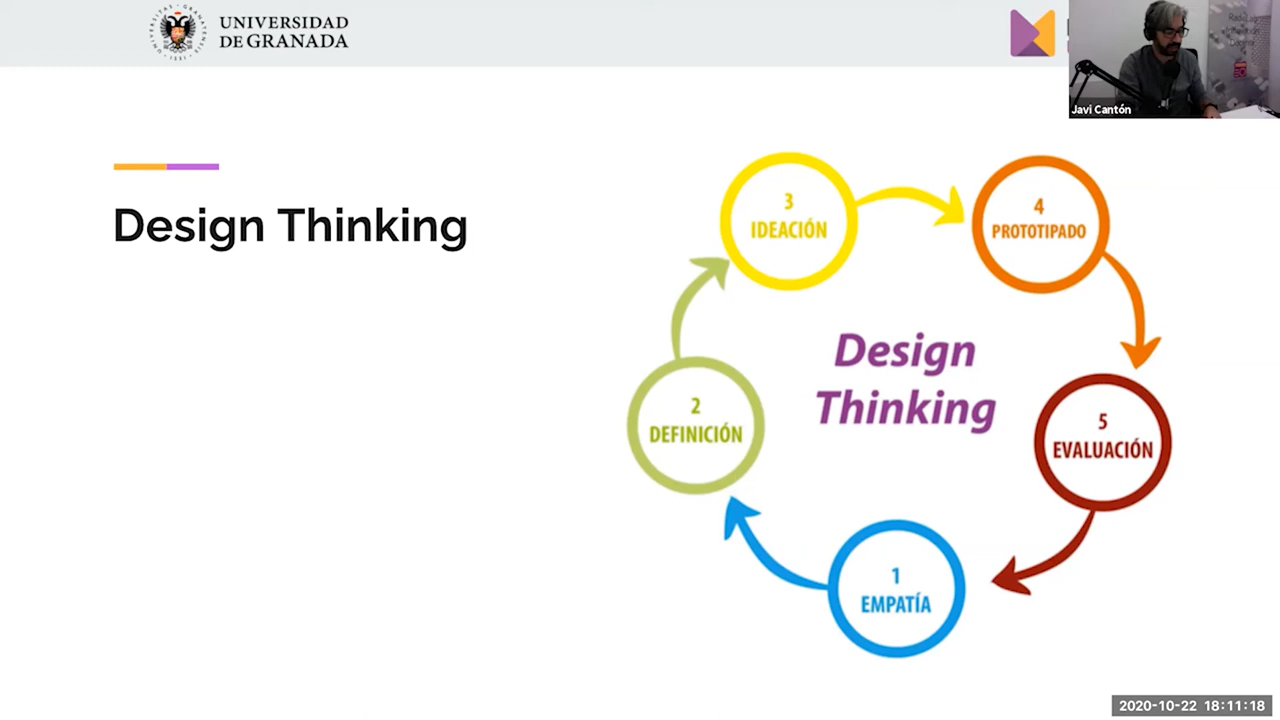 UNIVERSIDAD
DE GRANADA
Javi Cantón
Design Thinking
3
IDEACIÓN
4
PROTOTIPADO
Design
Thinking
2
DEFINICIÓN
5
EVALUACIÓN
1
EMPATÍA
2020-10-22 18:11:18